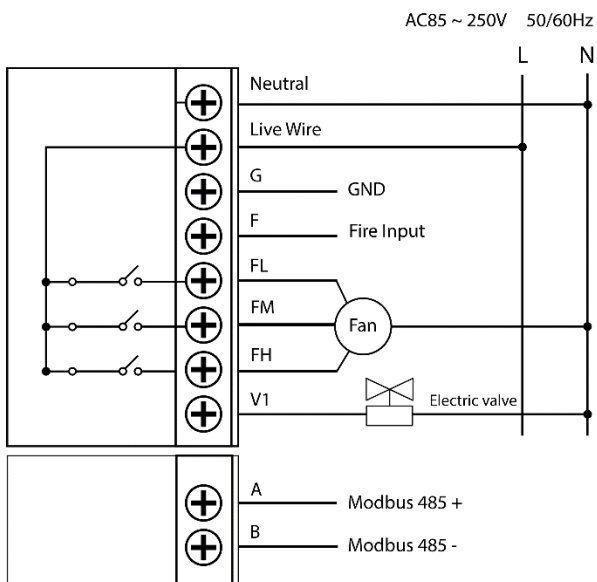 AC85 ~ 250V 50/60Hz
L N
Neutral
Live Wire
G GND
F Fire Input
FL
FM
Fan
FH
V1 Electric valve
A Modbus 485 +
B Modbus 485 -